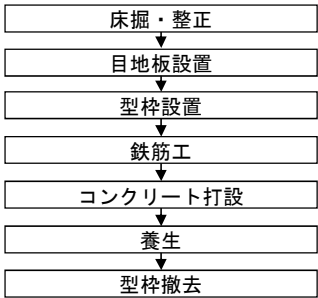 床掘・整正
目地板設置
型枠設置
鉄筋工
コンクリート打設
養生
型枠撤去